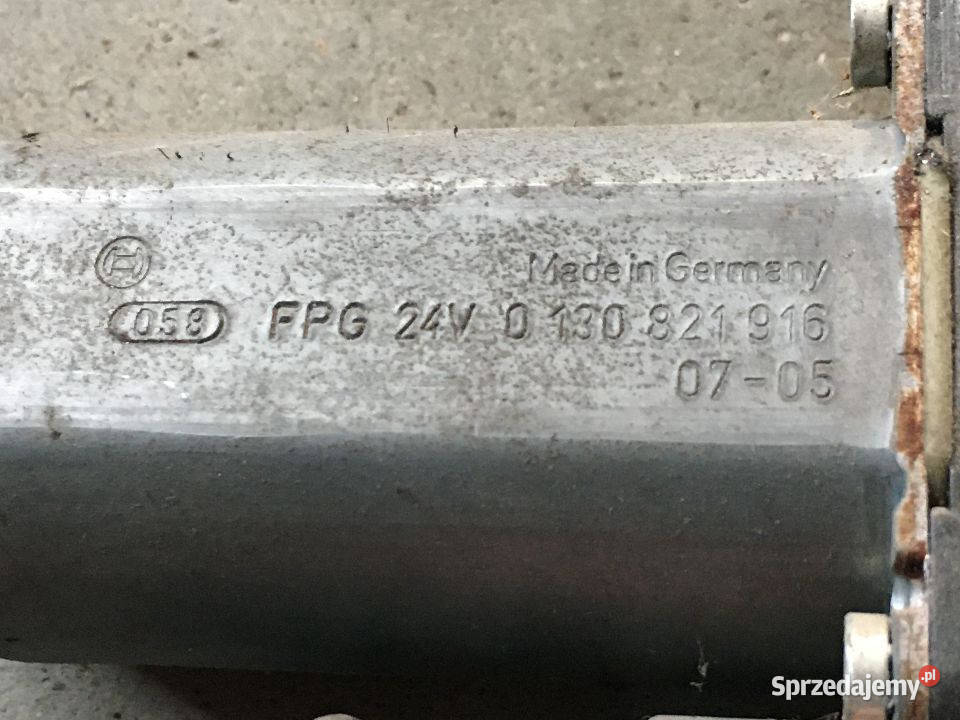 Made in Germany
058 FPG 24V 0 130 821 916
07-05
Sprzedajemy.pl